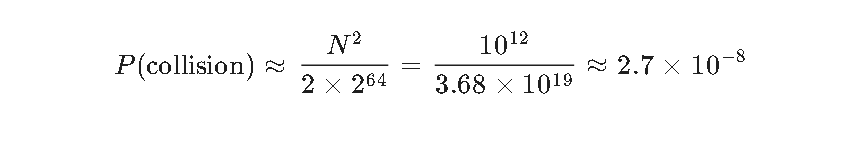 P(collision) ≈ N²/(2 × 2⁶⁴) = 10¹²/(3.68 × 10¹⁹) ≈ 2.7 × 10⁻⁸